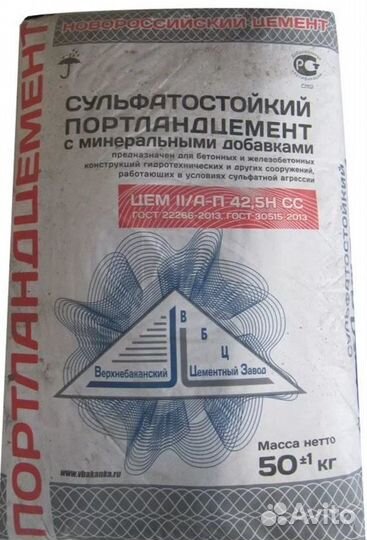 НОВОРОССИЙСКИЙ ЦЕМЕНТ
ПОРТЛАНДЦЕМЕНТ
СУЛЬФАТОСТОЙКИЙ
ПОРТЛАНДЦЕМЕНТ
С МИНЕРАЛЬНЫМИ ДОБАВКАМИ
предназначен для бетонных и железобетонных
конструкций гидротехнических и других сооружений,
работающих в условиях сульфатной агрессии
ЦЕМ II/А-П 42,5Н СС
ГОСТ 22266-2013, ГОСТ 30515-2013
В
Б
Ц
Верхнебаканский Цементный Завод
Масса нетто
50±1 кг
www.vbakanka.ru
СУЛЬФАТОСТОЙКИЙ
Avito